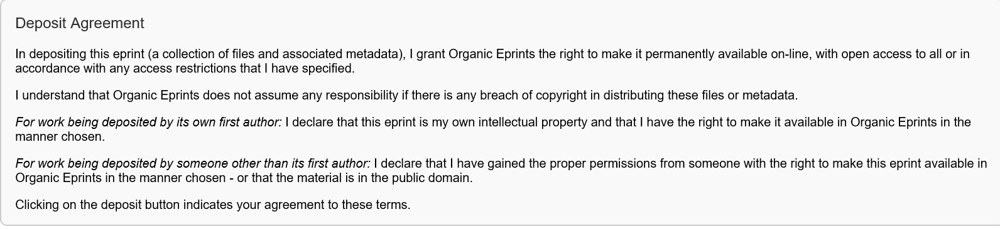 Deposit Agreement
In depositing this eprint (a collection of files and associated metadata), I grant Organic Eprints the right to make it permanently available on-line, with open access to all or in
accordance with any access restrictions that I have specified.
I understand that Organic Eprints does not assume any responsibility if there is any breach of copyright in distributing these files or metadata.
For work being deposited by its own first author: I declare that this eprint is my own intellectual property and that I have the right to make it available in Organic Eprints in the
manner chosen.
For work being deposited by someone other than its first author: I declare that I have gained the proper permissions from someone with the right to make this eprint available in
Organic Eprints in the manner chosen - or that the material is in the public domain.
Clicking on the deposit button indicates your agreement to these terms.